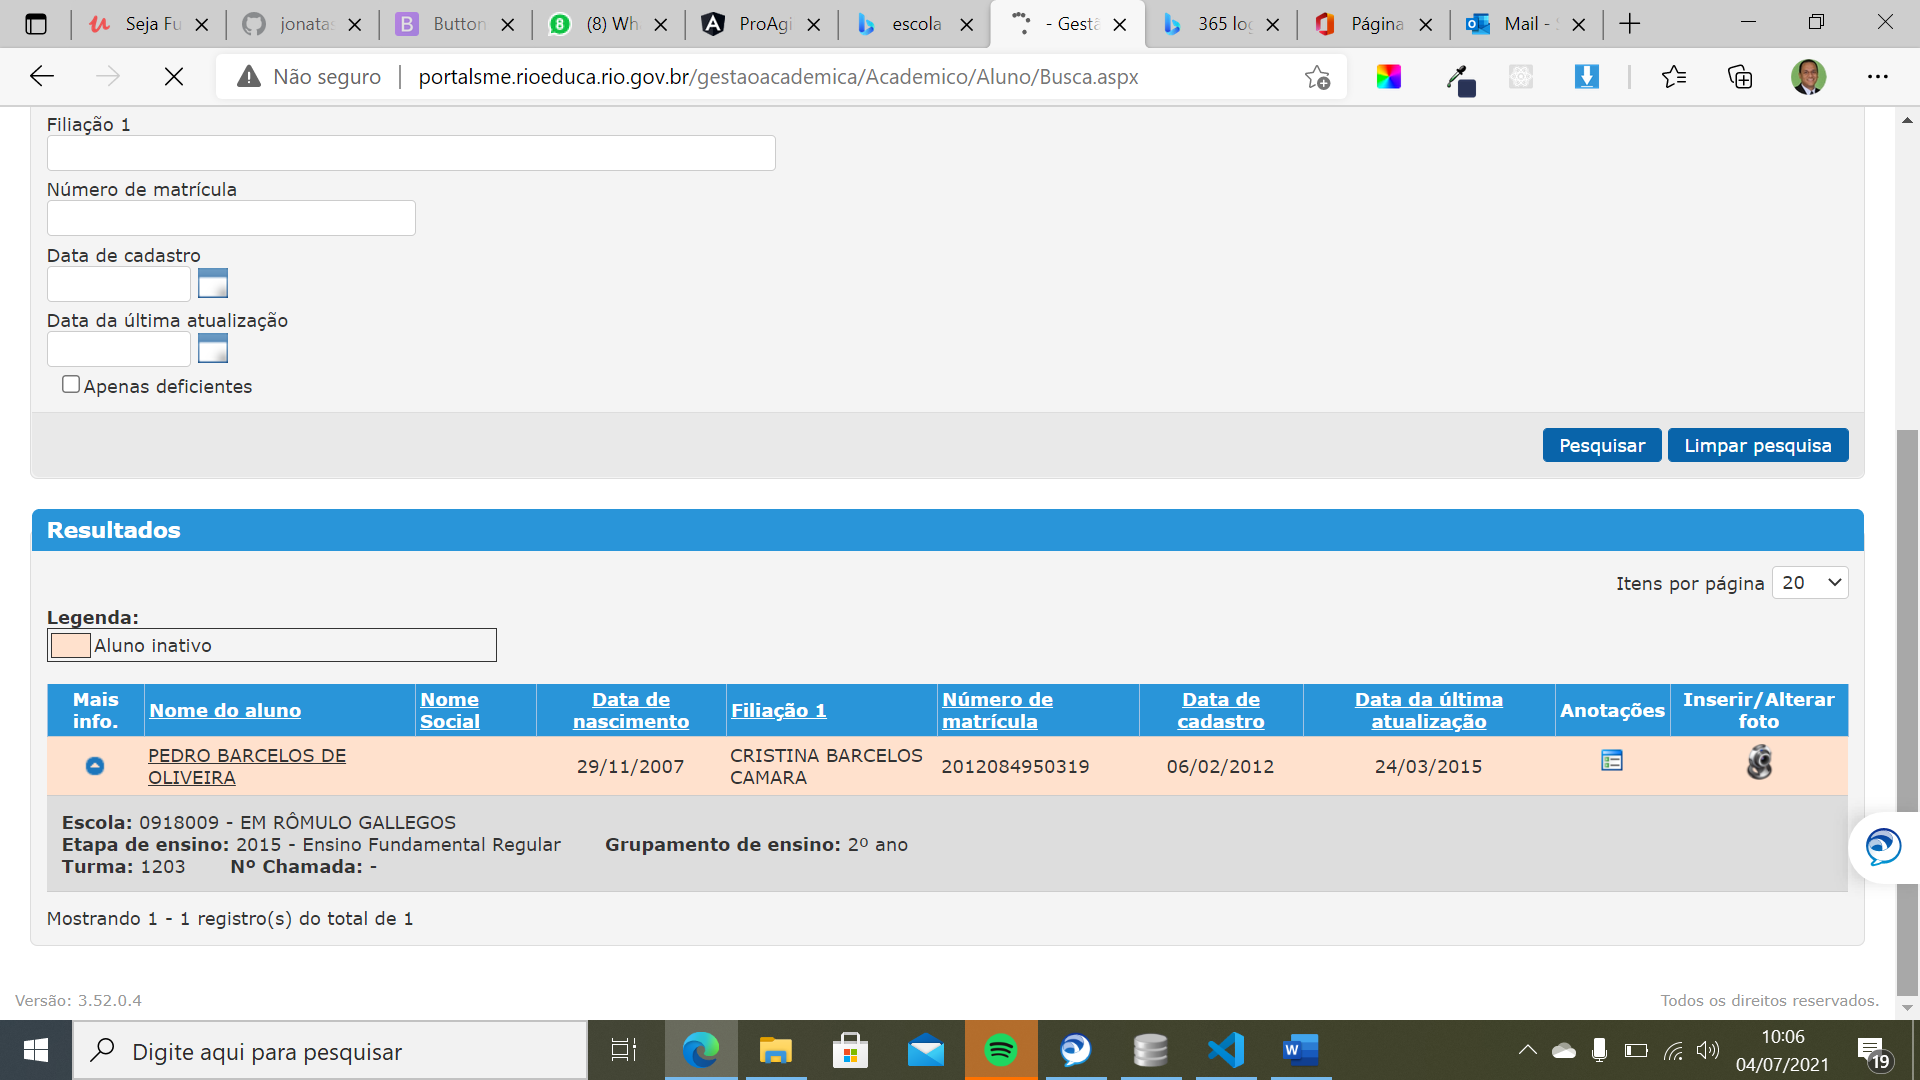 Seja Fu
jonatas
Button
(8) Wh
ProAgi
escola
- Gestã
365 log
Página
Mail -
Não seguro
portalsme.rioeduca.rio.gov.br/gestaoacademica/Academico/Aluno/Busca.aspx
Filiação 1
Número de matrícula
Data de cadastro
Data da última atualização
Apenas deficientes
Pesquisar Limpar pesquisa
Resultados
Itens por página 20
Legenda:
Aluno inativo
Mais info. Nome do aluno Nome Social Data de nascimento Filiação 1 Número de matrícula Data de cadastro Data da última atualização Anotações Inserir/Alterar foto
PEDRO BARCELOS DE OLIVEIRA 29/11/2007 CRISTINA BARCELOS CAMARA 2012084950319 06/02/2012 24/03/2015
Escola: 0918009 - EM RÔMULO GALLEGOS
Etapa de ensino: 2015 - Ensino Fundamental Regular Grupamento de ensino: 2º ano
Turma: 1203 Nº Chamada: -
Mostrando 1 - 1 registro(s) do total de 1
Versão: 3.52.0.4
Todos os direitos reservados.
Digite aqui para pesquisar
10:06
04/07/2021
19